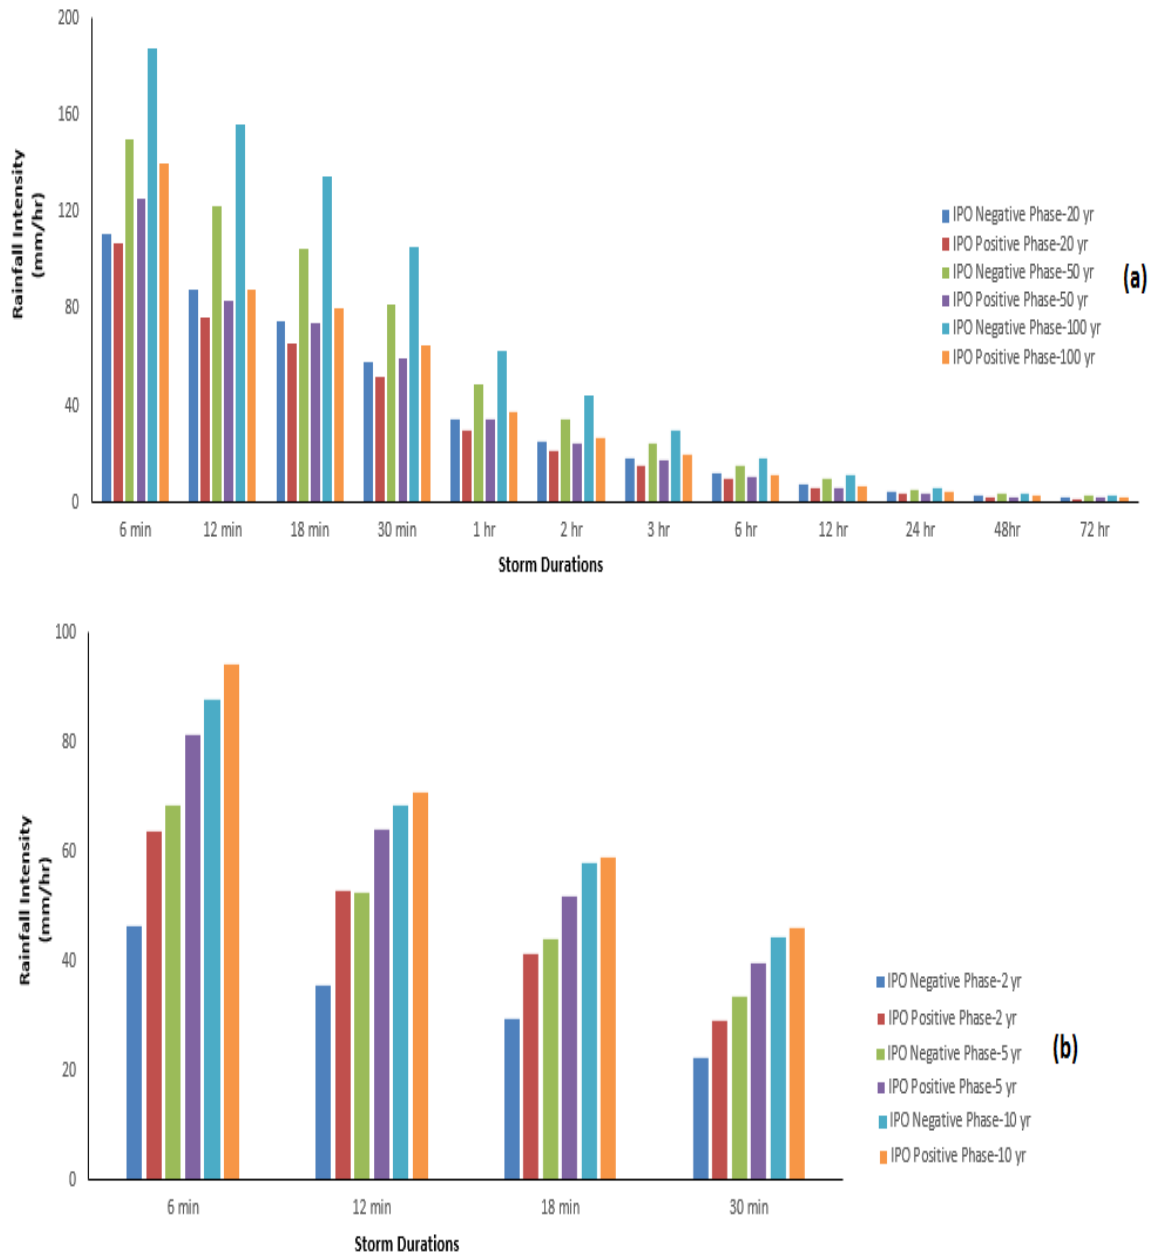 200
160
120
80
40
0
Rainfall Intensity
(mm/hr)
6 min 12 min 18 min 30 min 1 hr 2 hr 3 hr 6 hr 12 hr 24 hr 48hr 72 hr
Storm Durations
IPO Negative Phase-20 yr
IPO Positive Phase-20 yr
IPO Negative Phase-50 yr
IPO Positive Phase-50 yr
IPO Negative Phase-100 yr
IPO Positive Phase-100 yr
(a)
100
80
60
40
20
0
Rainfall Intensity
(mm/hr)
6 min 12 min 18 min 30 min
Storm Durations
IPO Negative Phase-2 yr
IPO Positive Phase-2 yr
IPO Negative Phase-5 yr
IPO Positive Phase-5 yr
IPO Negative Phase-10 yr
IPO Positive Phase-10 yr
(b)